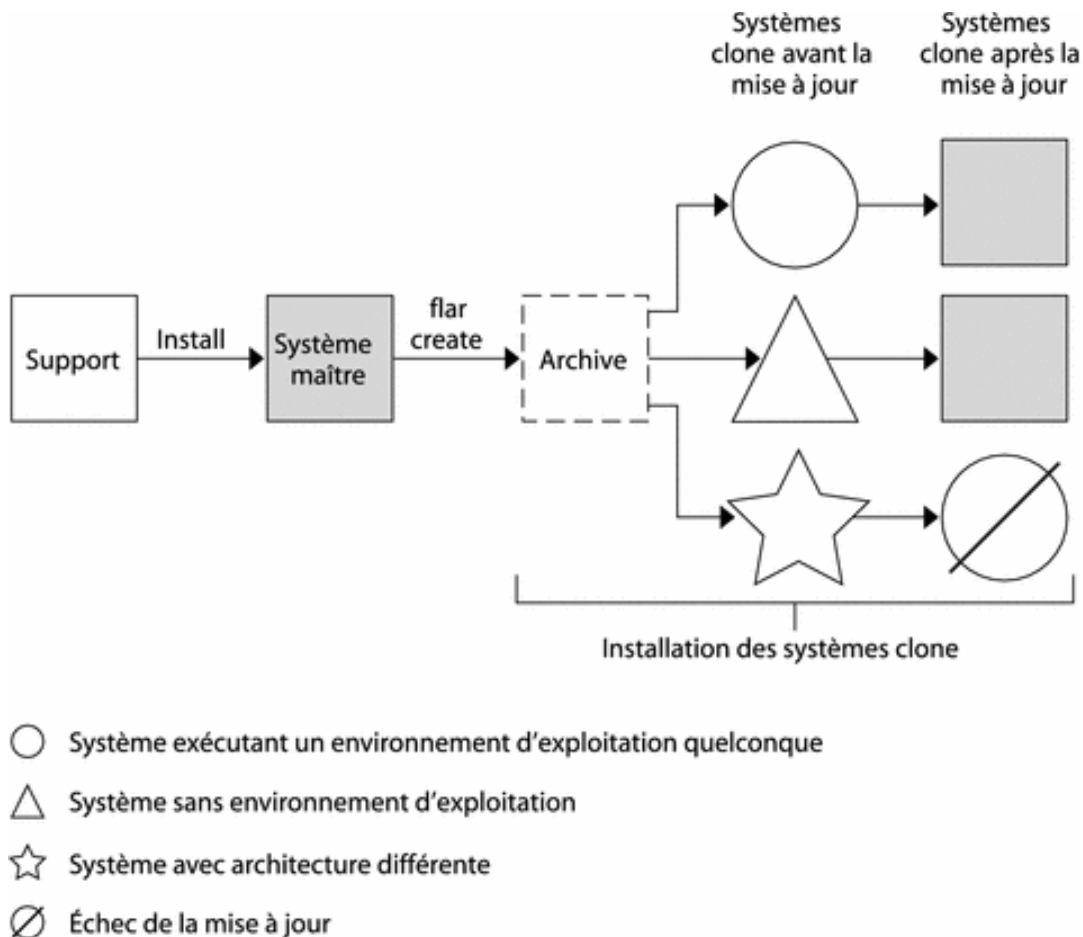 Systèmes
clone avant la
mise à jour
Systèmes
clone après la
mise à jour
Support
Install
Système
maître
flar
create
Archive
Installation des systèmes clone
Système exécutant un environnement d'exploitation quelconque
Système sans environnement d'exploitation
Système avec architecture différente
Échec de la mise à jour